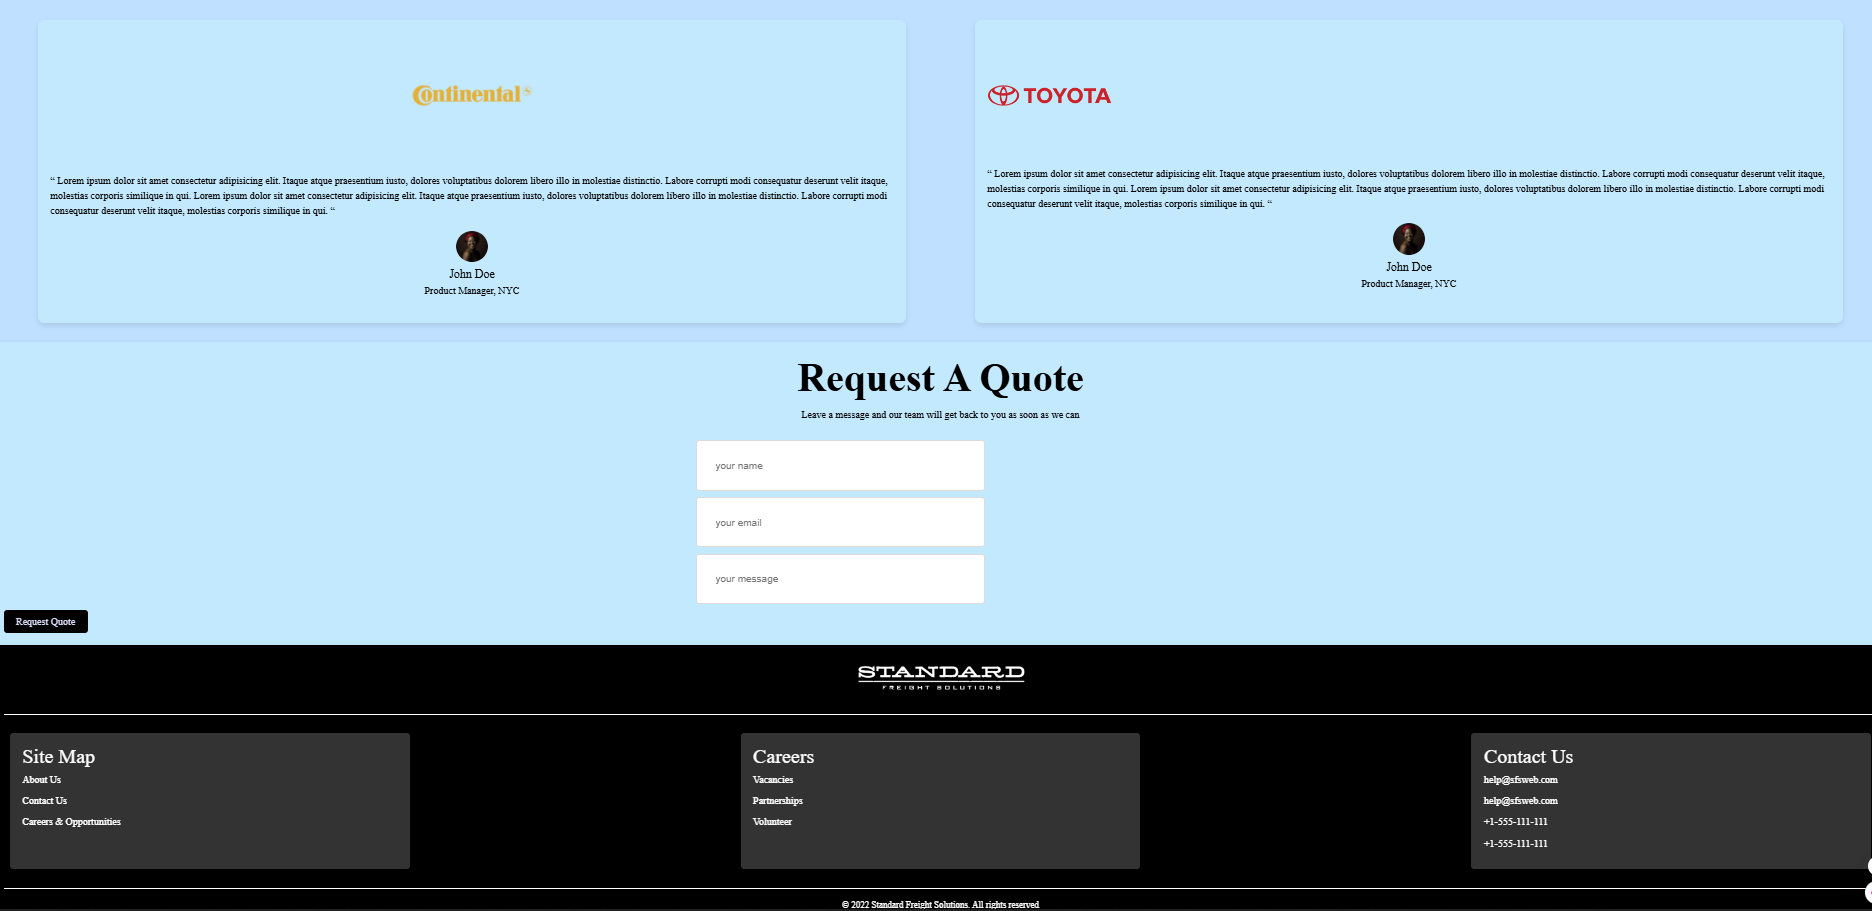 Continental
“ Lorem ipsum dolor sit amet consectetur adipisicing elit. Itaque atque praesentium iusto, dolores voluptatibus dolorem libero illo in molestiae distinctio. Labore corrupti modi consequatur deserunt velit itaque,
molestias corporis similique in qui. Lorem ipsum dolor sit amet consectetur adipisicing elit. Itaque atque praesentium iusto, dolores voluptatibus dolorem libero illo in molestiae distinctio. Labore corrupti modi
consequatur deserunt velit itaque, molestias corporis similique in qui. “
John Doe
Product Manager, NYC
TOYOTA
“ Lorem ipsum dolor sit amet consectetur adipisicing elit. Itaque atque praesentium iusto, dolores voluptatibus dolorem libero illo in molestiae distinctio. Labore corrupti modi consequatur deserunt velit itaque,
molestias corporis similique in qui. Lorem ipsum dolor sit amet consectetur adipisicing elit. Itaque atque praesentium iusto, dolores voluptatibus dolorem libero illo in molestiae distinctio. Labore corrupti modi
consequatur deserunt velit itaque, molestias corporis similique in qui. “
John Doe
Product Manager, NYC
Request A Quote
Leave a message and our team will get back to you as soon as we can
your name
your email
your message
Request Quote
STANDARD
FREIGHT SOLUTIONS
Site Map
About Us
Contact Us
Careers & Opportunities
Careers
Vacancies
Partnerships
Volunteer
Contact Us
help@sfsweb.com
help@sfsweb.com
+1-555-111-111
+1-555-111-111
© 2022 Standard Freight Solutions. All rights reserved